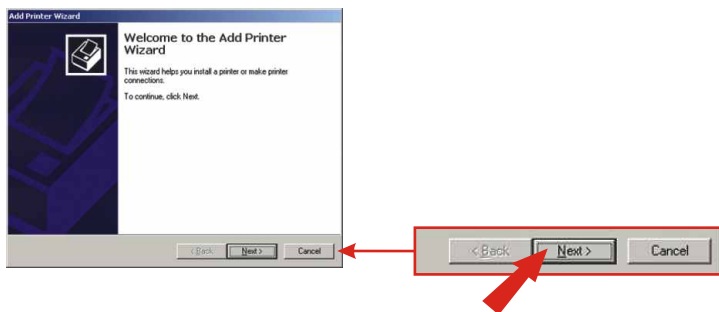 Add Printer Wizard
Welcome to the Add Printer
Wizard
This wizard helps you install a printer or make printer
connections.
To continue, click Next.
< Back Next > Cancel
< Back Next > Cancel